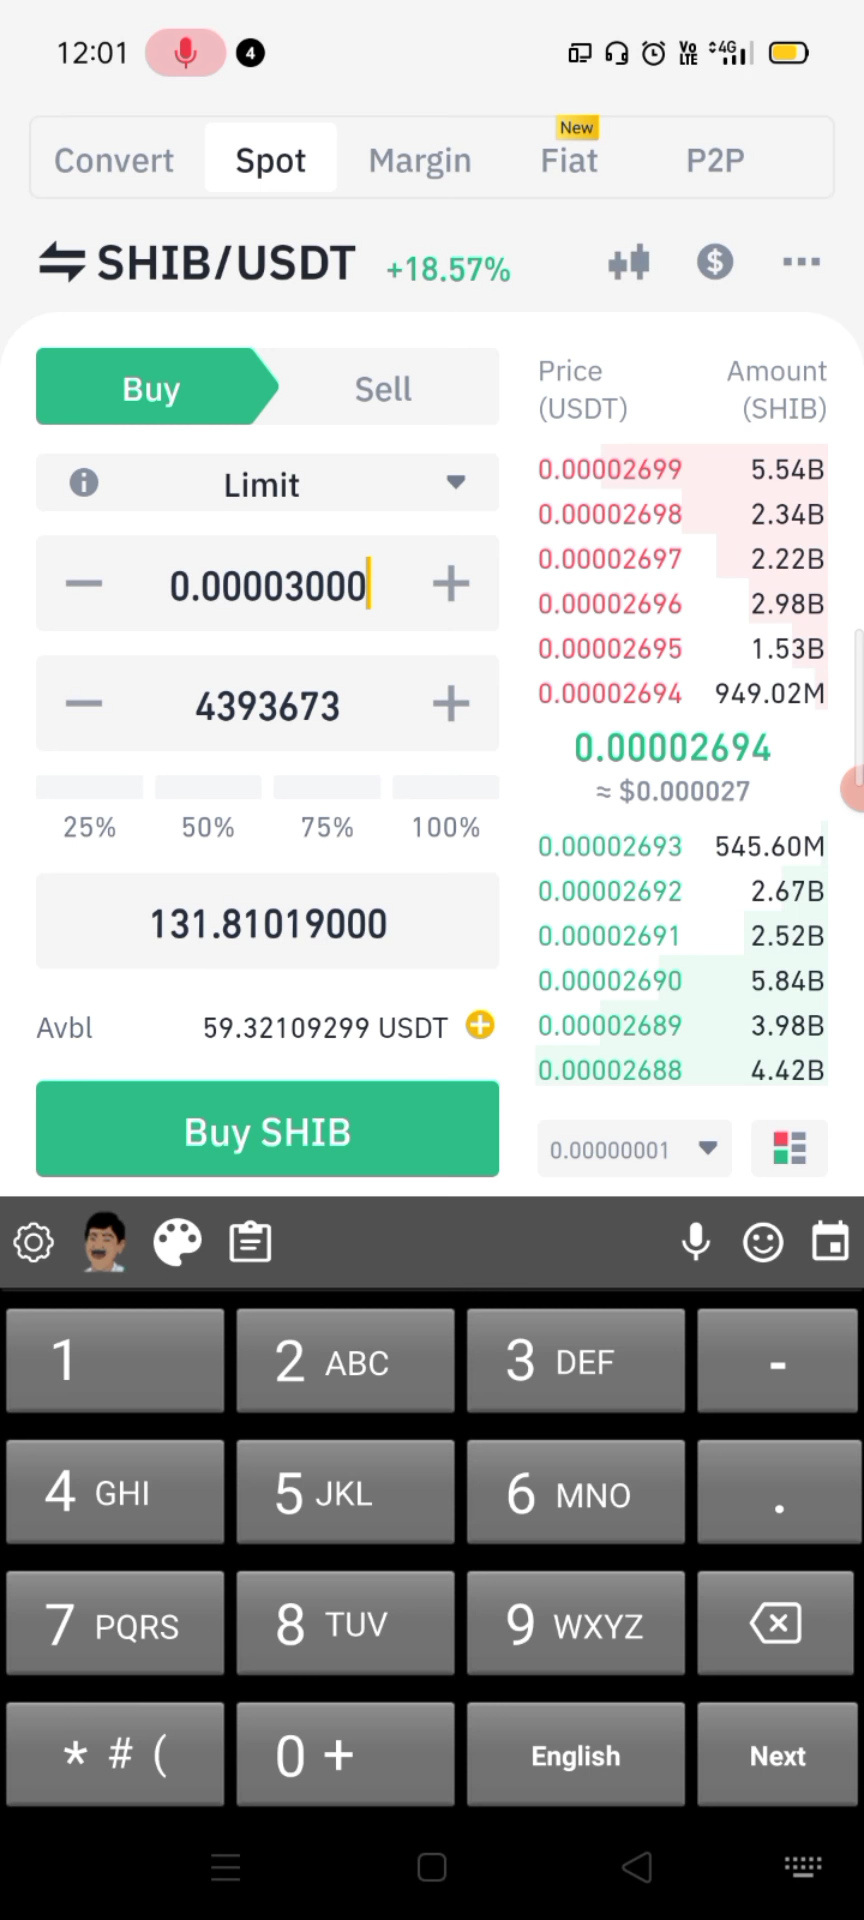 12:01 4 Vo LTE 4G
New
Convert Spot Margin Fiat P2P
SHIB/USDT +18.57%
Buy Sell
Limit
0.00003000
4393673
25% 50% 75% 100%
131.81019000
Avbl 59.32109299 USDT
Buy SHIB
Price Amount
(USDT) (SHIB)
0.00002699 5.54B
0.00002698 2.34B
0.00002697 2.22B
0.00002696 2.98B
0.00002695 1.53B
0.00002694 949.02M
0.00002694
≈ $0.000027
0.00002693 545.60M
0.00002692 2.67B
0.00002691 2.52B
0.00002690 5.84B
0.00002689 3.98B
0.00002688 4.42B
0.00000001
1 2 ABC 3 DEF -
4 GHI 5 JKL 6 MNO .
7 PQRS 8 TUV 9 WXYZ
* # ( 0 + English Next